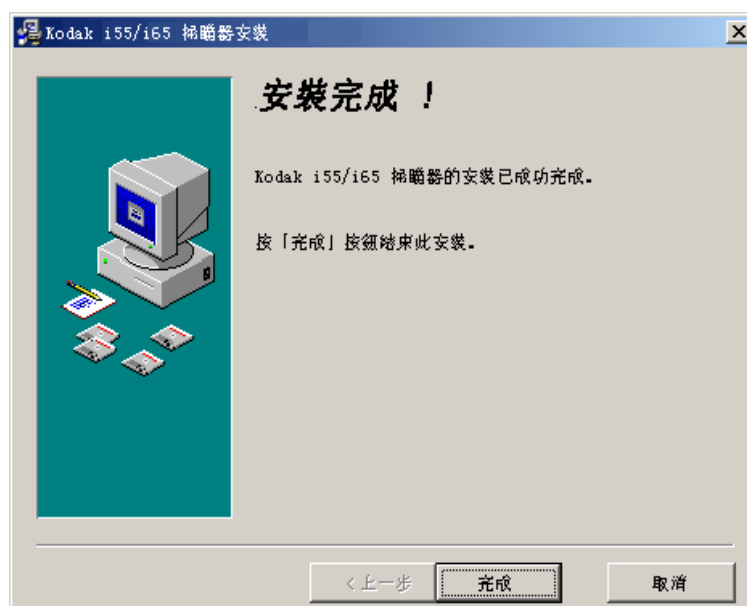 Kodak i55/i65 掃瞄器安裝
安裝完成 !
Kodak i55/i65 掃瞄器的安裝已成功完成。
按「完成」按鈕結束此安裝。
<上一步
完成
取消